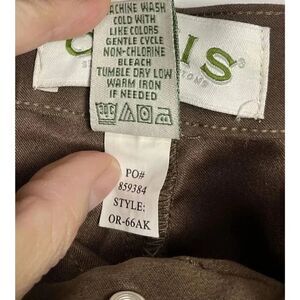 MACHINE WASH
COLD WITH
LIKE COLORS
GENTLE CYCLE
NON-CHLORINE
BLEACH
TUMBLE DRY LOW
WARM IRON
IF NEEDED
PO#
859384
STYLE:
OR-66AK